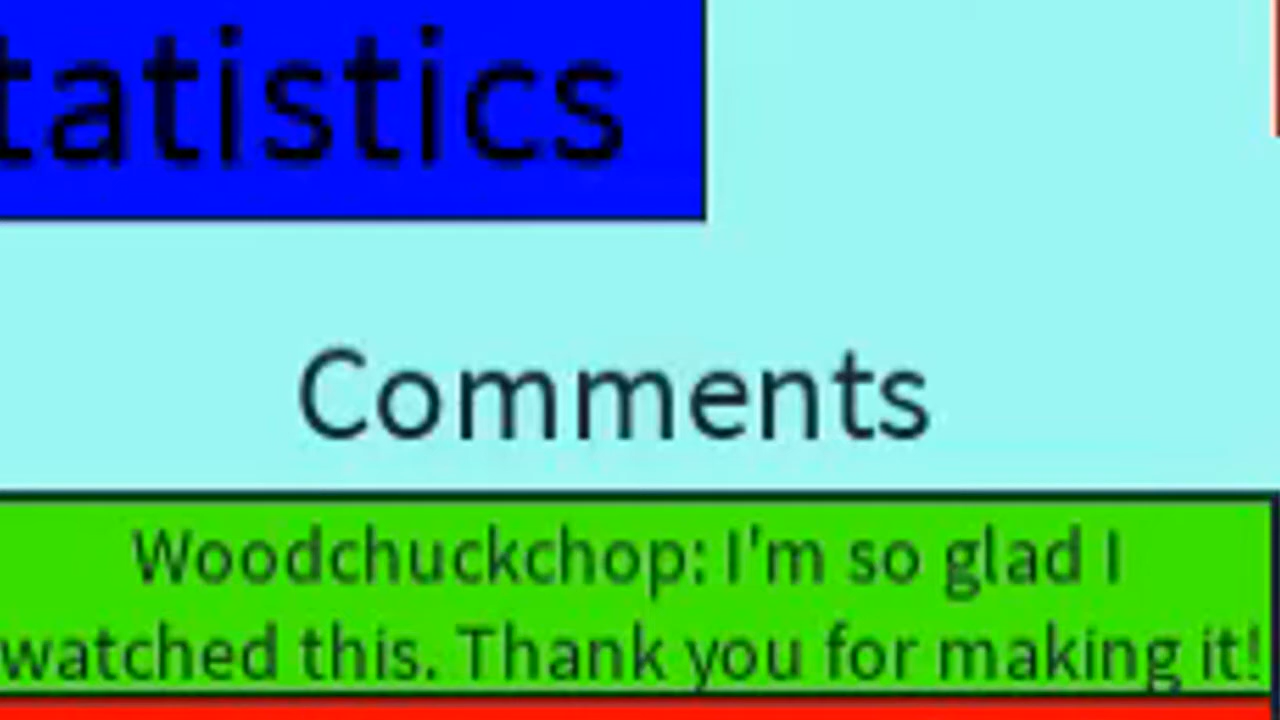 tatistics
Comments
Woodchuckchop: I'm so glad I
watched this. Thank you for making it!